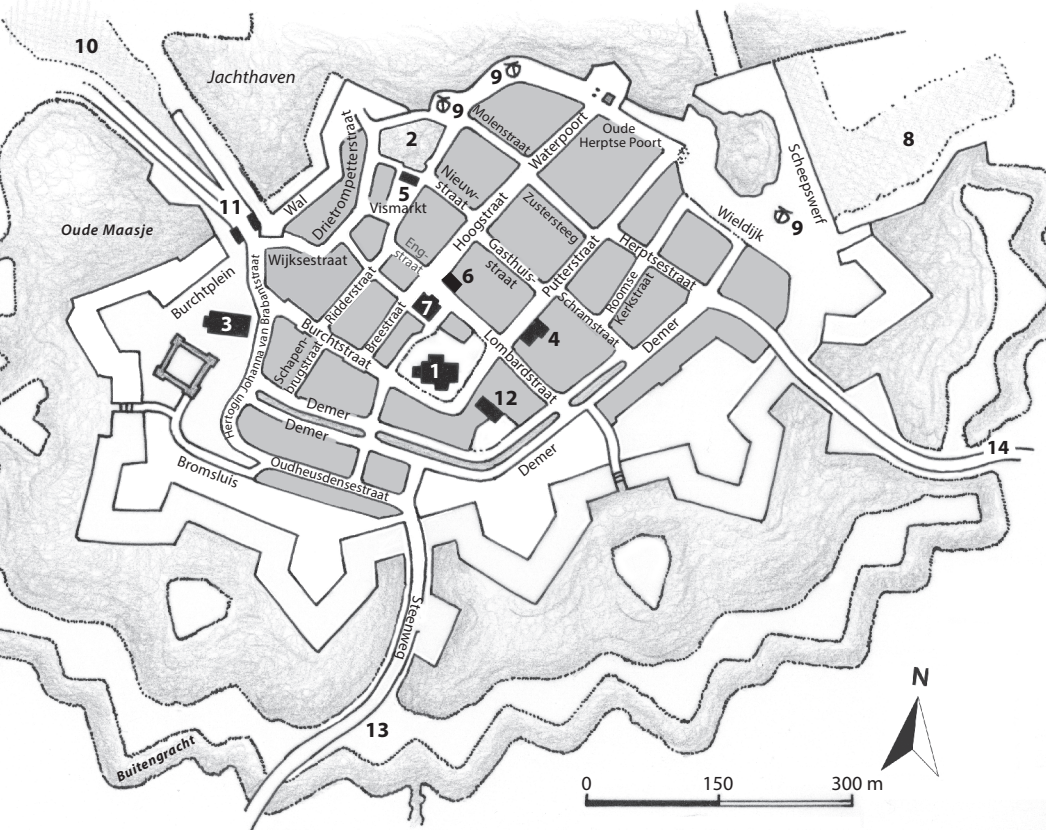 10
Jachthaven
9
9
Molenstraat
Waterpoort
Oude
Herptse Poort
8
2
Drietrompetterstraat
Scheepswerf
5
Nieuw-
straat
Vismarkt
Wal
11
Oude Maasje
Hoogstraat
Zustersteeg
Wieldijk
9
Eng-
straat
Gasthuis-
straat
Putterstraat
Herptsestraat
Wijksestraat
Ridderstraat
6
Roomse
Kerkstraat
Burchtplein
Hertogin Johanna van Brabantstraat
7
Breestraat
Schramstraat
3
Burchtstraat
4
Demer
Schapen-
brugstraat
Lombardstraat
1
12
Demer
Demer
14
Demer
Oudheusdensestraat
Bromsluis
Steenweg
N
13
Buitengracht
0
150
300 m